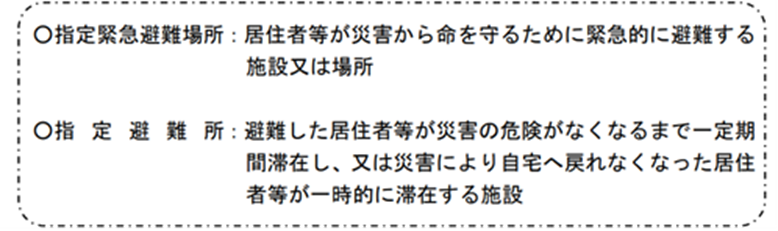 〇指定緊急避難場所：居住者等が災害から命を守るために緊急的に避難する
施設又は場所
〇指定避難所：避難した居住者等が災害の危険がなくなるまで一定期
間滞在し、又は災害により自宅へ戻れなくなった居住
者等が一時的に滞在する施設